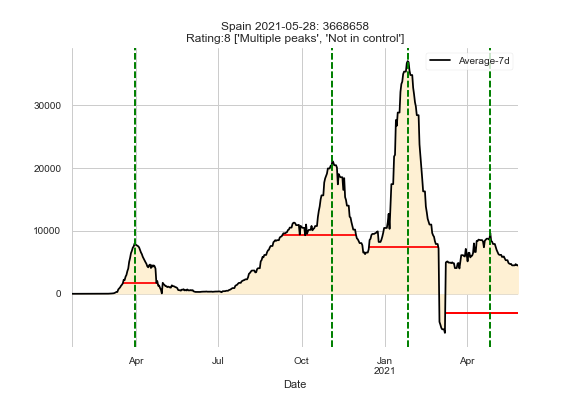 Spain 2021-05-28: 3668658
Rating:8 ['Multiple peaks', 'Not in control']
Average-7d
30000
20000
10000
0
Apr
Jul
Oct
Jan
2021
Apr
Date